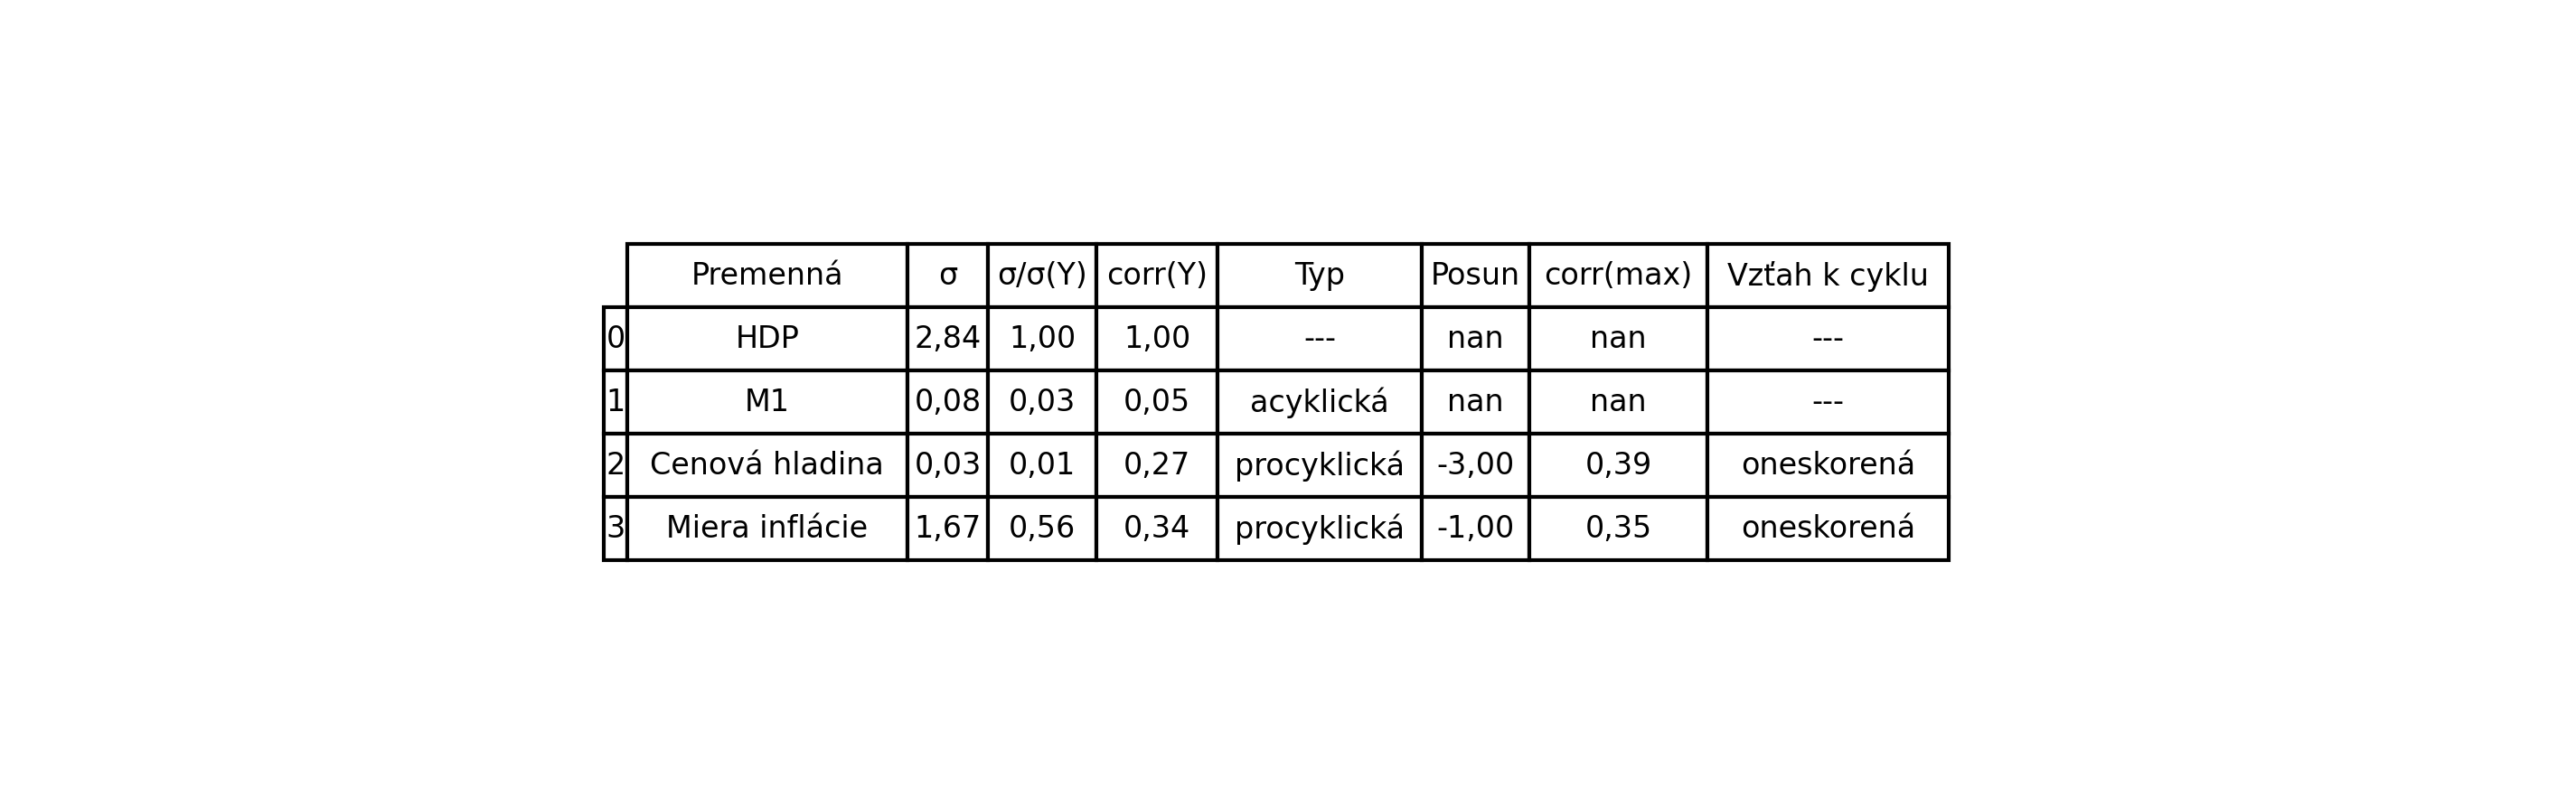 Premenná σ σ/σ(Y) corr(Y) Typ Posun corr(max) Vzťah k cyklu
0 HDP 2,84 1,00 1,00 --- nan nan ---
1 M1 0,08 0,03 0,05 acyklická nan nan ---
2 Cenová hladina 0,03 0,01 0,27 procyklická -3,00 0,39 oneskorená
3 Miera inflácie 1,67 0,56 0,34 procyklická -1,00 0,35 oneskorená